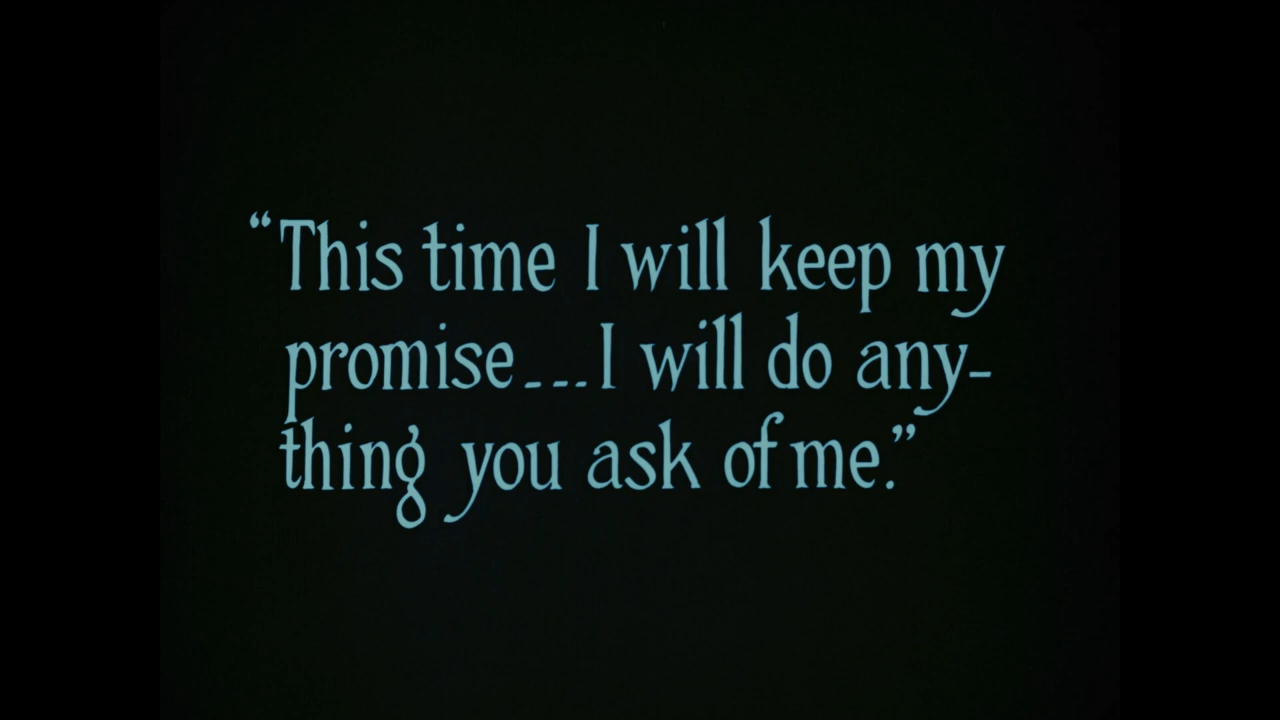 “This time I will keep my
promise...I will do any-
thing you ask of me.”